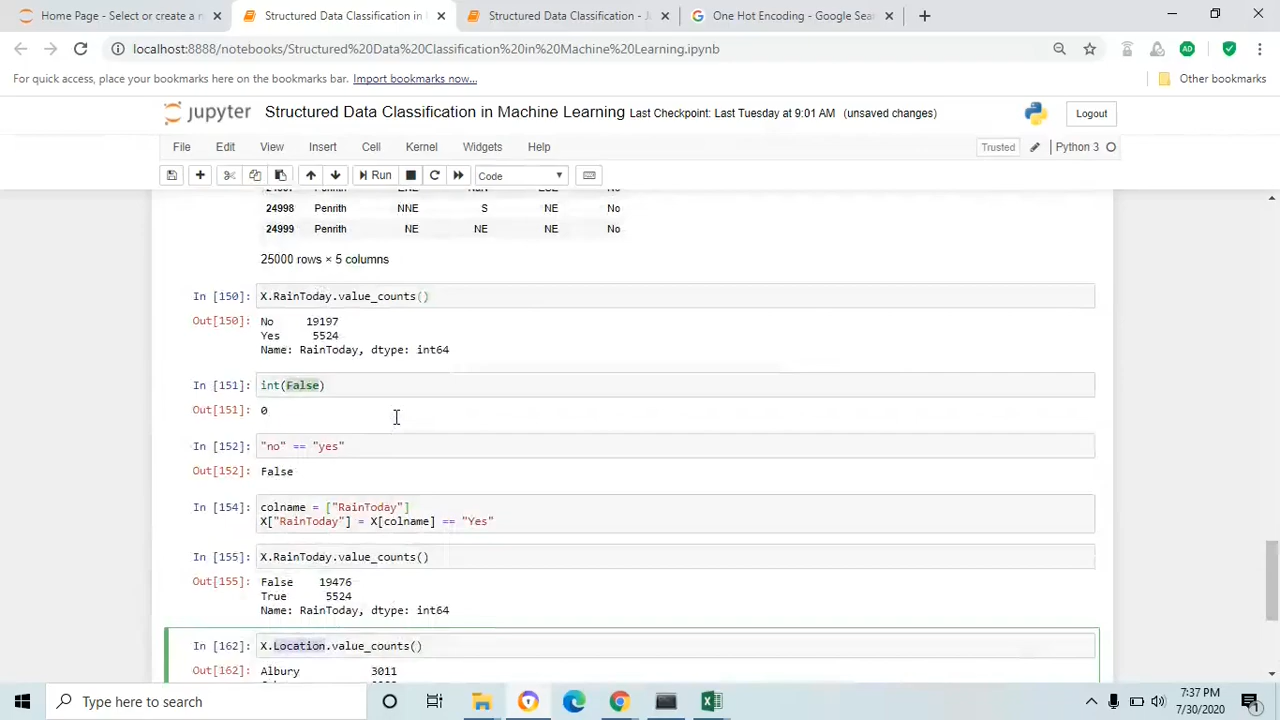 Home Page - Select or create a n
Structured Data Classification in
Structured Data Classification - J
One Hot Encoding - Google Sear
localhost:8888/notebooks/Structured%20Data%20Classification%20in%20Machine%20Learning.ipynb
For quick access, place your bookmarks here on the bookmarks bar. Import bookmarks now...
Other bookmarks
jupyter Structured Data Classification in Machine Learning Last Checkpoint: Last Tuesday at 9:01 AM (unsaved changes)
Logout
File Edit View Insert Cell Kernel Widgets Help
Trusted Python 3
Run Code
24998 Penrith NNE S NE No
24999 Penrith NE NE NE No
25000 rows × 5 columns
In [150]: X.RainToday.value_counts()
Out[150]: No 19197
Yes 5524
Name: RainToday, dtype: int64
In [151]: int(False)
Out[151]: 0
In [152]: "no" == "yes"
Out[152]: False
In [154]: colname = ["RainToday"]
X["RainToday"] = X[colname] == "Yes"
In [155]: X.RainToday.value_counts()
Out[155]: False 19476
True 5524
Name: RainToday, dtype: int64
In [162]: X.Location.value_counts()
Out[162]: Albury 3011
Type here to search
7:37 PM
7/30/2020